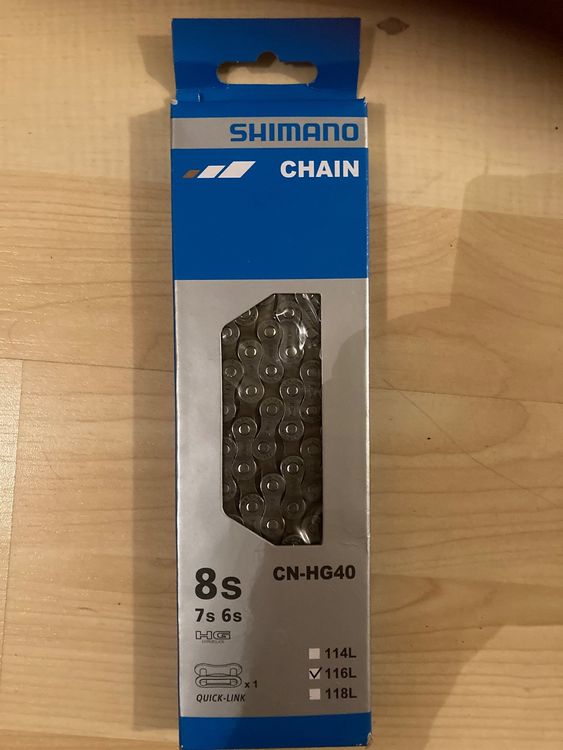 SHIMANO
CHAIN
8s
CN-HG40
7s 6s
HG
114L
116L
x 1
118L
QUICK-LINK